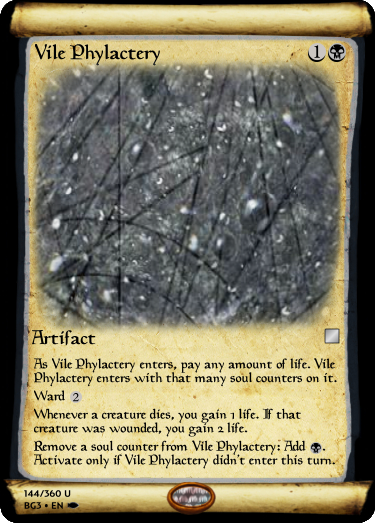 Vile Phylactery 1
Artifact
As Vile Phylactery enters, pay any amount of life. Vile
Phylactery enters with that many soul counters on it.
Ward 2
Whenever a creature dies, you gain 1 life. If that
creature was wounded, you gain 2 life.
Remove a soul counter from Vile Phylactery: Add .
Activate only if Vile Phylactery didn't enter this turn.
144/360 U
BG3 • EN